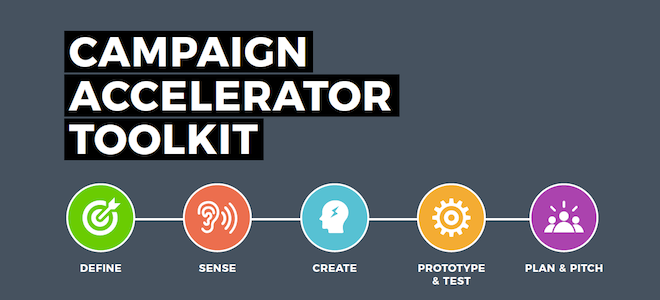 CAMPAIGN
ACCELERATOR
TOOLKIT
DEFINE
SENSE
CREATE
PROTOTYPE
& TEST
PLAN & PITCH